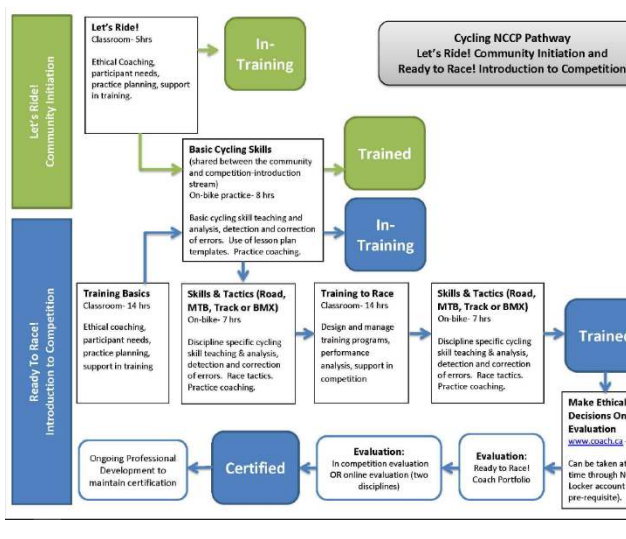 Cycling NCCP Pathway
Let's Ride! Community Initiation and
Ready to Race! Introduction to Competition
Let's Ride!
Community Initiation
Let's Ride!
Classroom- 5hrs
Ethical Coaching,
participant needs,
practice planning, support
in training.
In-
Training
Basic Cycling Skills
(shared between the community
and competition-introduction
stream)
On-bike practice- 8 hrs
Basic cycling skill teaching and
analysis, detection and correction
of errors. Use of lesson plan
templates. Practice coaching.
Trained
In-
Training
Ready To Race!
Introduction to Competition
Training Basics
Classroom- 14 hrs
Ethical coaching,
participant needs,
practice planning,
support in training
Skills & Tactics (Road,
MTB, Track or BMX)
On-bike- 7 hrs
Discipline specific cycling
skill teaching & analysis,
detection and correction
of errors. Race tactics.
Practice coaching.
Training to Race
Classroom- 14 hrs
Design and manage
training programs,
performance
analysis, support in
competition
Skills & Tactics (Road,
MTB, Track or BMX)
On-bike- 7 hrs
Discipline specific cycling
skill teaching & analysis,
detection and correction
of errors. Race tactics.
Practice coaching.
Trained
Make Ethical
Decisions On
Evaluation
www.coach.ca
Can be taken at
time through N
Locker account
pre-requisite).
Evaluation:
Ready to Race!
Coach Portfolio
Evaluation:
In competition evaluation
OR online evaluation (two
disciplines)
Certified
Ongoing Professional
Development to
maintain certification